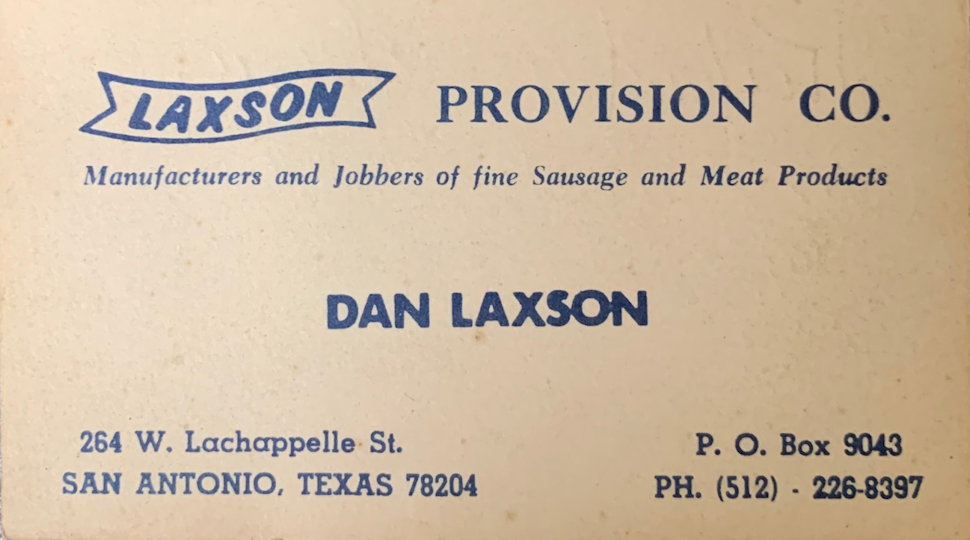 LAXSON PROVISION CO.
Manufacturers and Jobbers of fine Sausage and Meat Products
DAN LAXSON
264 W. Lachappelle St.
SAN ANTONIO, TEXAS 78204
P. O. Box 9043
PH. (512) - 226-8397